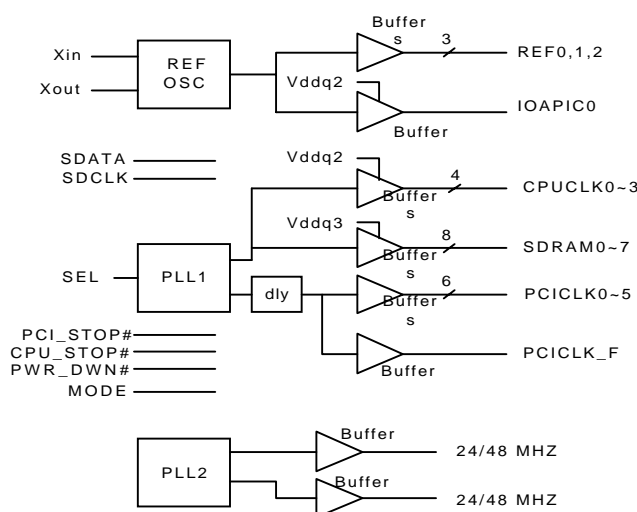 Buffer
s
3
Xin
REF
OSC
REF0,1,2
Xout
Vddq2
IOAPIC0
Buffer
SDATA
SDCLK
Vddq2
4
CPUCLK0~3
Buffer
s
Vddq3
8
SDRAM0~7
Buffer
s
SEL
PLL1
dly
6
PCICLK0~5
Buffer
s
PCI_STOP#
CPU_STOP#
PWR_DWN#
MODE
PCICLK_F
Buffer
Buffer
24/48 MHZ
PLL2
Buffer
24/48 MHZ